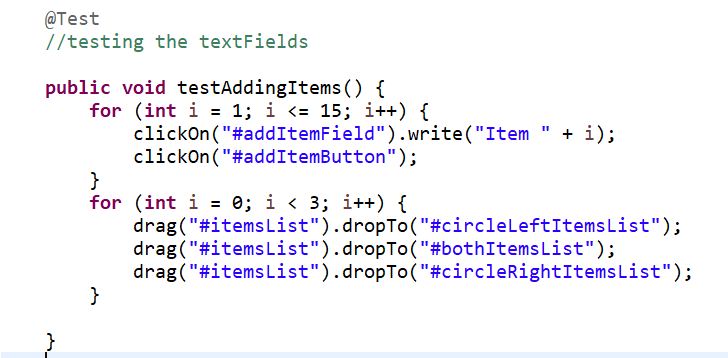 @Test
//testing the textFields
public void testAddingItems() {
for (int i = 1; i <= 15; i++) {
clickOn("#addItemField").write("Item " + i);
clickOn("#addItemButton");
}
for (int i = 0; i < 3; i++) {
drag("#itemsList").dropTo("#circleLeftItemsList");
drag("#itemsList").dropTo("#bothItemsList");
drag("#itemsList").dropTo("#circleRightItemsList");
}
}